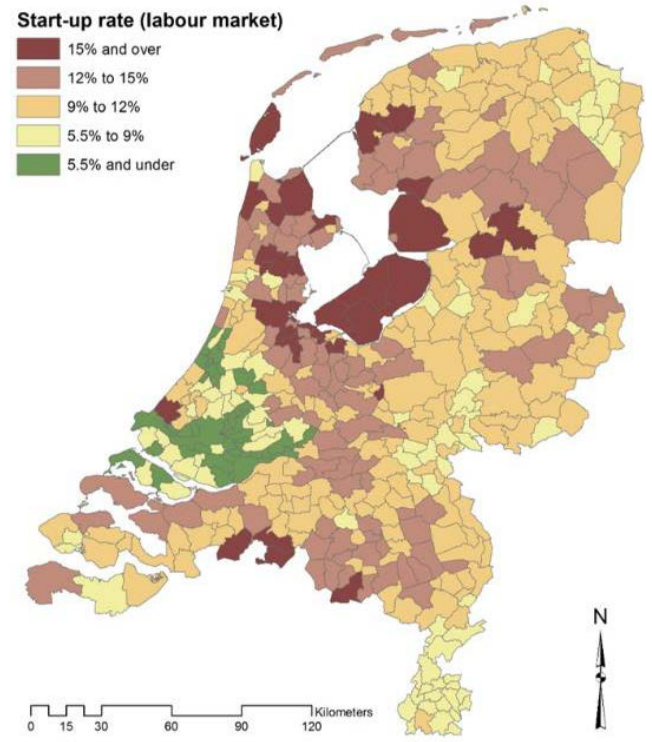 Start-up rate (labour market)
15% and over
12% to 15%
9% to 12%
5.5% to 9%
5.5% and under
N
Kilometers
0 15 30 60 90 120